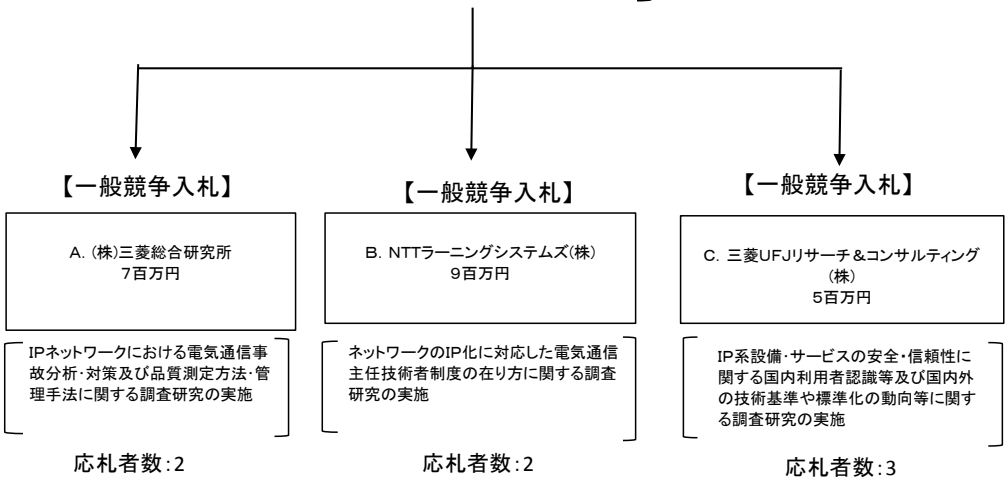 【一般競争入札】
A. (株)三菱総合研究所
7百万円
IPネットワークにおける電気通信事
故分析・対策及び品質測定方法・管
理手法に関する調査研究の実施
応札者数:2
【一般競争入札】
B. NTTラーニングシステムズ(株)
9百万円
ネットワークのIP化に対応した電気通信
主任技術者制度の在り方に関する調査
研究の実施
応札者数:2
【一般競争入札】
C. 三菱UFJリサーチ&コンサルティング
(株)
5百万円
IP系設備・サービスの安全・信頼性に
関する国内利用者認識等及び国内外
の技術基準や標準化の動向等に関す
る調査研究の実施
応札者数:3